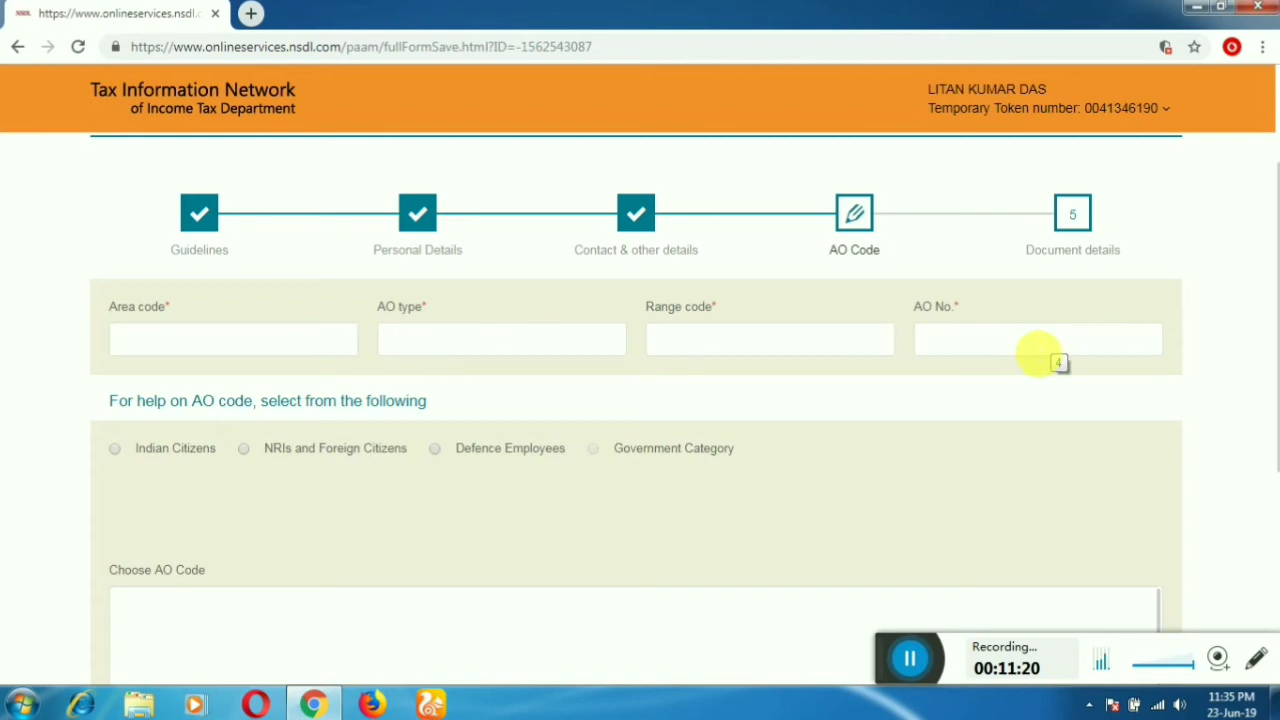 https://www.onlineservices.nsdl.c
https://www.onlineservices.nsdl.com/paam/fullFormSave.html?ID=-1562543087
Tax Information Network
of Income Tax Department
LITAN KUMAR DAS
Temporary Token number: 0041346190
5
Guidelines
Personal Details
Contact & other details
AO Code
Document details
Area code*
AO type*
Range code*
AO No.*
4
For help on AO code, select from the following
Indian Citizens
NRIs and Foreign Citizens
Defence Employees
Government Category
Choose AO Code
Recording...
00:11:20
11:35 PM
23-Jun-19